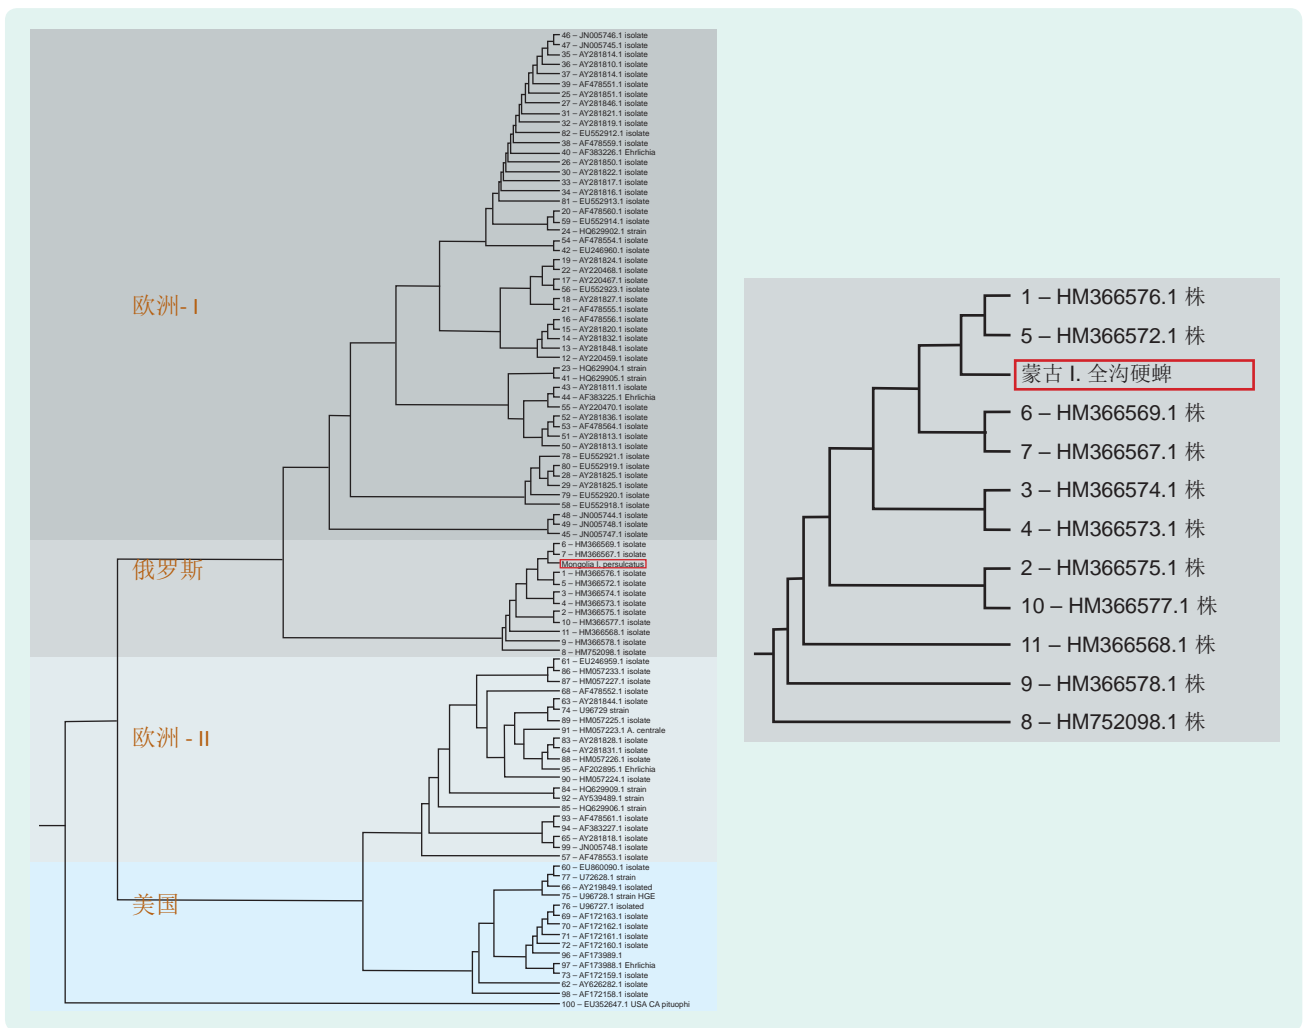 46 – JN005746.1 isolate
47 – JN005745.1 isolate
35 – AY281814.1 isolate
36 – AY281810.1 isolate
37 – AY281814.1 isolate
39 – AF478551.1 isolate
25 – AY281851.1 isolate
27 – AY281846.1 isolate
31 – AY281821.1 isolate
32 – AY281819.1 isolate
82 – EU552912.1 isolate
38 – AF478559.1 isolate
40 – AF383226.1 Ehrlichia
26 – AY281850.1 isolate
30 – AY281822.1 isolate
33 – AY281817.1 isolate
34 – AY281816.1 isolate
81 – EU552913.1 isolate
20 – AF478560.1 isolate
59 – EU552914.1 isolate
24 – HQ629902.1 strain
54 – AF478554.1 isolate
42 – EU246960.1 isolate
19 – AY281824.1 isolate
22 – AY220468.1 isolate
17 – AY220467.1 isolate
56 – EU552923.1 isolate
18 – AY281827.1 isolate
21 – AF478555.1 isolate
16 – AF478556.1 isolate
15 – AY281820.1 isolate
14 – AY281832.1 isolate
13 – AY281848.1 isolate
12 – AY220459.1 isolate
23 – HQ629904.1 strain
41 – HQ629905.1 strain
43 – AY281811.1 isolate
44 – AF383225.1 Ehrlichia
55 – AY220470.1 isolate
52 – AY281836.1 isolate
53 – AF478564.1 isolate
51 – AY281813.1 isolate
50 – AY281813.1 isolate
78 – EU552921.1 isolate
80 – EU552919.1 isolate
28 – AY281825.1 isolate
29 – AY281825.1 isolate
79 – EU552920.1 isolate
58 – EU552918.1 isolate
48 – JN005744.1 isolate
49 – JN005748.1 isolate
45 – JN005747.1 isolate
欧洲- I
6 – HM366569.1 isolate
7 – HM366567.1 isolate
Mongolia I. persulcatus
1 – HM366576.1 isolate
5 – HM366572.1 isolate
3 – HM366574.1 isolate
4 – HM366573.1 isolate
2 – HM366575.1 isolate
10 – HM366577.1 isolate
11 – HM366568.1 isolate
9 – HM366578.1 isolate
8 – HM752098.1 isolate
俄罗斯
61 – EU246959.1 isolate
86 – HM057233.1 isolate
87 – HM057227.1 isolate
68 – AF478552.1 isolate
63 – AY281844.1 isolate
74 – U96729 strain
89 – HM057225.1 isolate
91 – HM057223.1 A. centrale
83 – AY281828.1 isolate
64 – AY281831.1 isolate
88 – HM057226.1 isolate
95 – AF202895.1 Ehrlichia
90 – HM057224.1 isolate
84 – HQ629909.1 strain
92 – AY539489.1 strain
85 – HQ629906.1 strain
93 – AF478561.1 isolate
94 – AF383227.1 isolate
65 – AY281818.1 isolate
99 – JN005748.1 isolate
57 – AF478553.1 isolate
欧洲 - II
60 – EU860090.1 isolate
77 – U72628.1 strain
66 – AY219849.1 isolated
75 – U96728.1 strain HGE
76 – U96727.1 isolated
69 – AF172163.1 isolate
70 – AF172162.1 isolate
71 – AF172161.1 isolate
72 – AF172160.1 isolate
96 – AF173989.1
97 – AF173988.1 Ehrlichia
73 – AF172159.1 isolate
62 – AY626282.1 isolate
98 – AF172158.1 isolate
100 – EU352647.1 USA CA pituophi
美国
1 – HM366576.1 株
5 – HM366572.1 株
蒙古 I. 全沟硬蜱
6 – HM366569.1 株
7 – HM366567.1 株
3 – HM366574.1 株
4 – HM366573.1 株
2 – HM366575.1 株
10 – HM366577.1 株
11 – HM366568.1 株
9 – HM366578.1 株
8 – HM752098.1 株